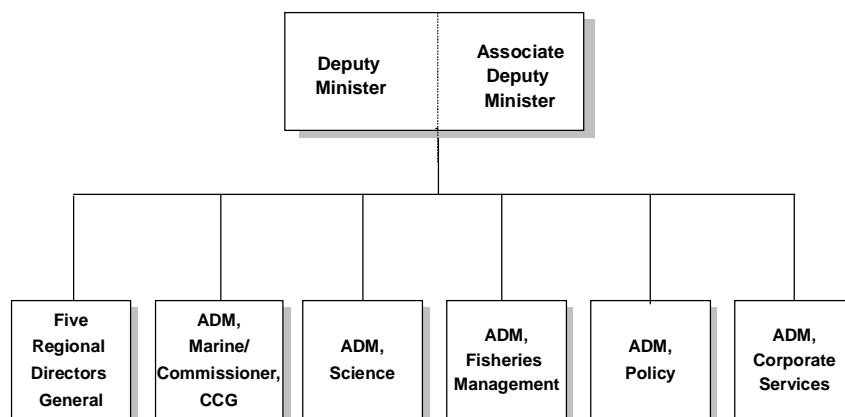 Deputy
Minister
Associate
Deputy
Minister
Five
Regional
Directors
General
ADM,
Marine/
Commissioner,
CCG
ADM,
Science
ADM,
Fisheries
Management
ADM,
Policy
ADM,
Corporate
Services